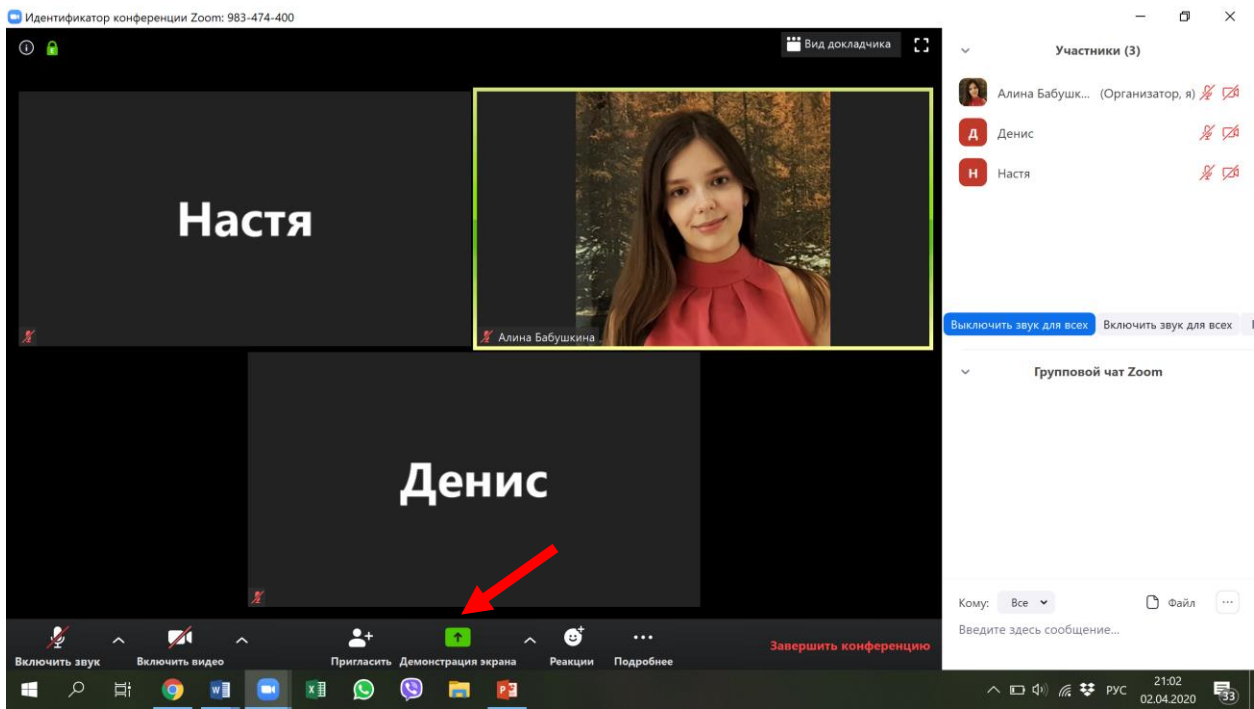 Идентификатор конференции Zoom: 983-474-400
Вид докладчика
Настя
Алина Бабушкина
Денис
Включить звук
Включить видео
Пригласить
Демонстрация экрана
Реакции
Подробнее
Завершить конференцию
Участники (3)
Алина Бабушк... (Организатор, я)
Д Денис
Н Настя
Выключить звук для всех
Включить звук для всех
Групповой чат Zoom
Кому: Все
Файл
Введите здесь сообщение...
РУС
21:02
02.04.2020
33